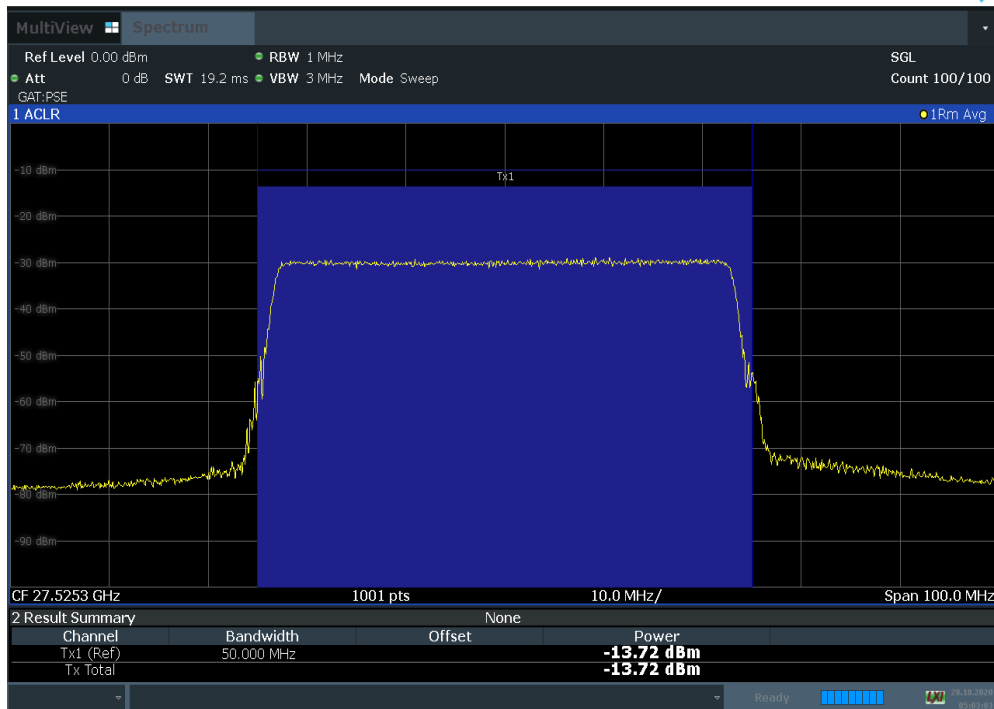 MultiView Spectrum
Ref Level 0.00 dBm RBW 1 MHz SGL
Att 0 dB SWT 19.2 ms VBW 3 MHz Mode Sweep Count 100/100
GAT:PSE
1 ACLR 1Rm Avg
-10 dBm
Tx1
-20 dBm
-30 dBm
-40 dBm
-50 dBm
-60 dBm
-70 dBm
-80 dBm
-90 dBm
CF 27.5253 GHz 1001 pts 10.0 MHz/ Span 100.0 MHz
2 Result Summary None
Channel Bandwidth Offset Power
Tx1 (Ref) 50.000 MHz -13.72 dBm
Tx Total -13.72 dBm
Ready LXI 28.10.2020
05:03:03